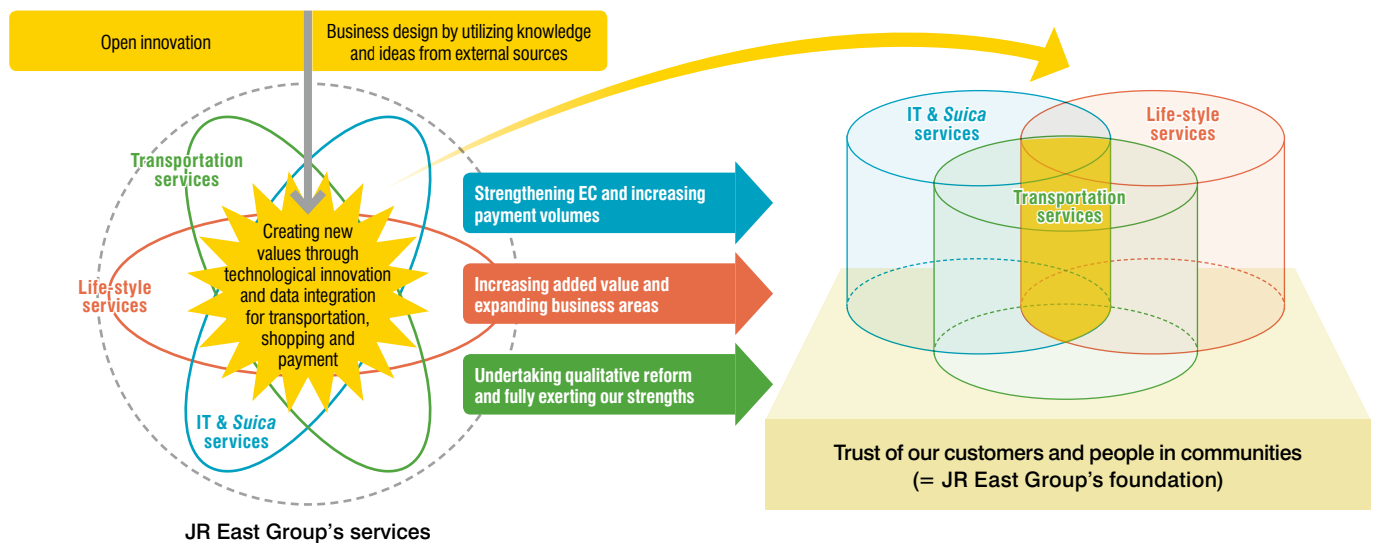 Open innovation
Business design by utilizing knowledge
and ideas from external sources
Transportation
services
Life-style
services
Creating new
values through
technological innovation
and data integration
for transportation,
shopping and
payment
IT & Suica
services
JR East Group's services
Strengthening EC and increasing
payment volumes
Increasing added value and
expanding business areas
Undertaking qualitative reform
and fully exerting our strengths
IT & Suica
services
Life-style
services
Transportation
services
Trust of our customers and people in communities
(= JR East Group's foundation)